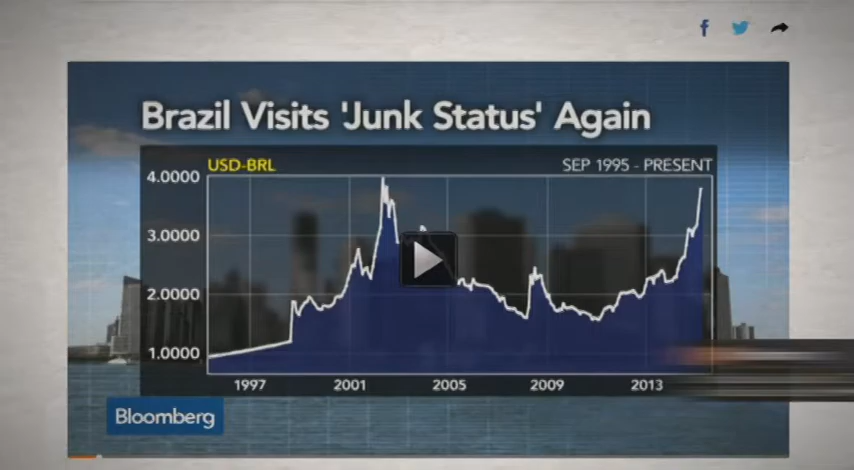 Brazil Visits 'Junk Status' Again
USD-BRL SEP 1995 - PRESENT
4.0000
3.0000
2.0000
1.0000
1997 2001 2005 2009 2013
Bloomberg